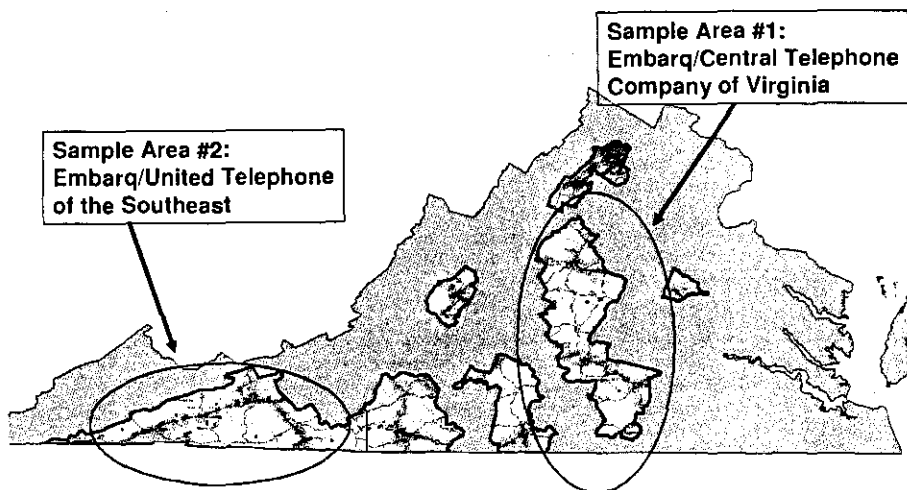 Sample Area #1:
Embarq/Central Telephone
Company of Virginia
Sample Area #2:
Embarq/United Telephone
of the Southeast